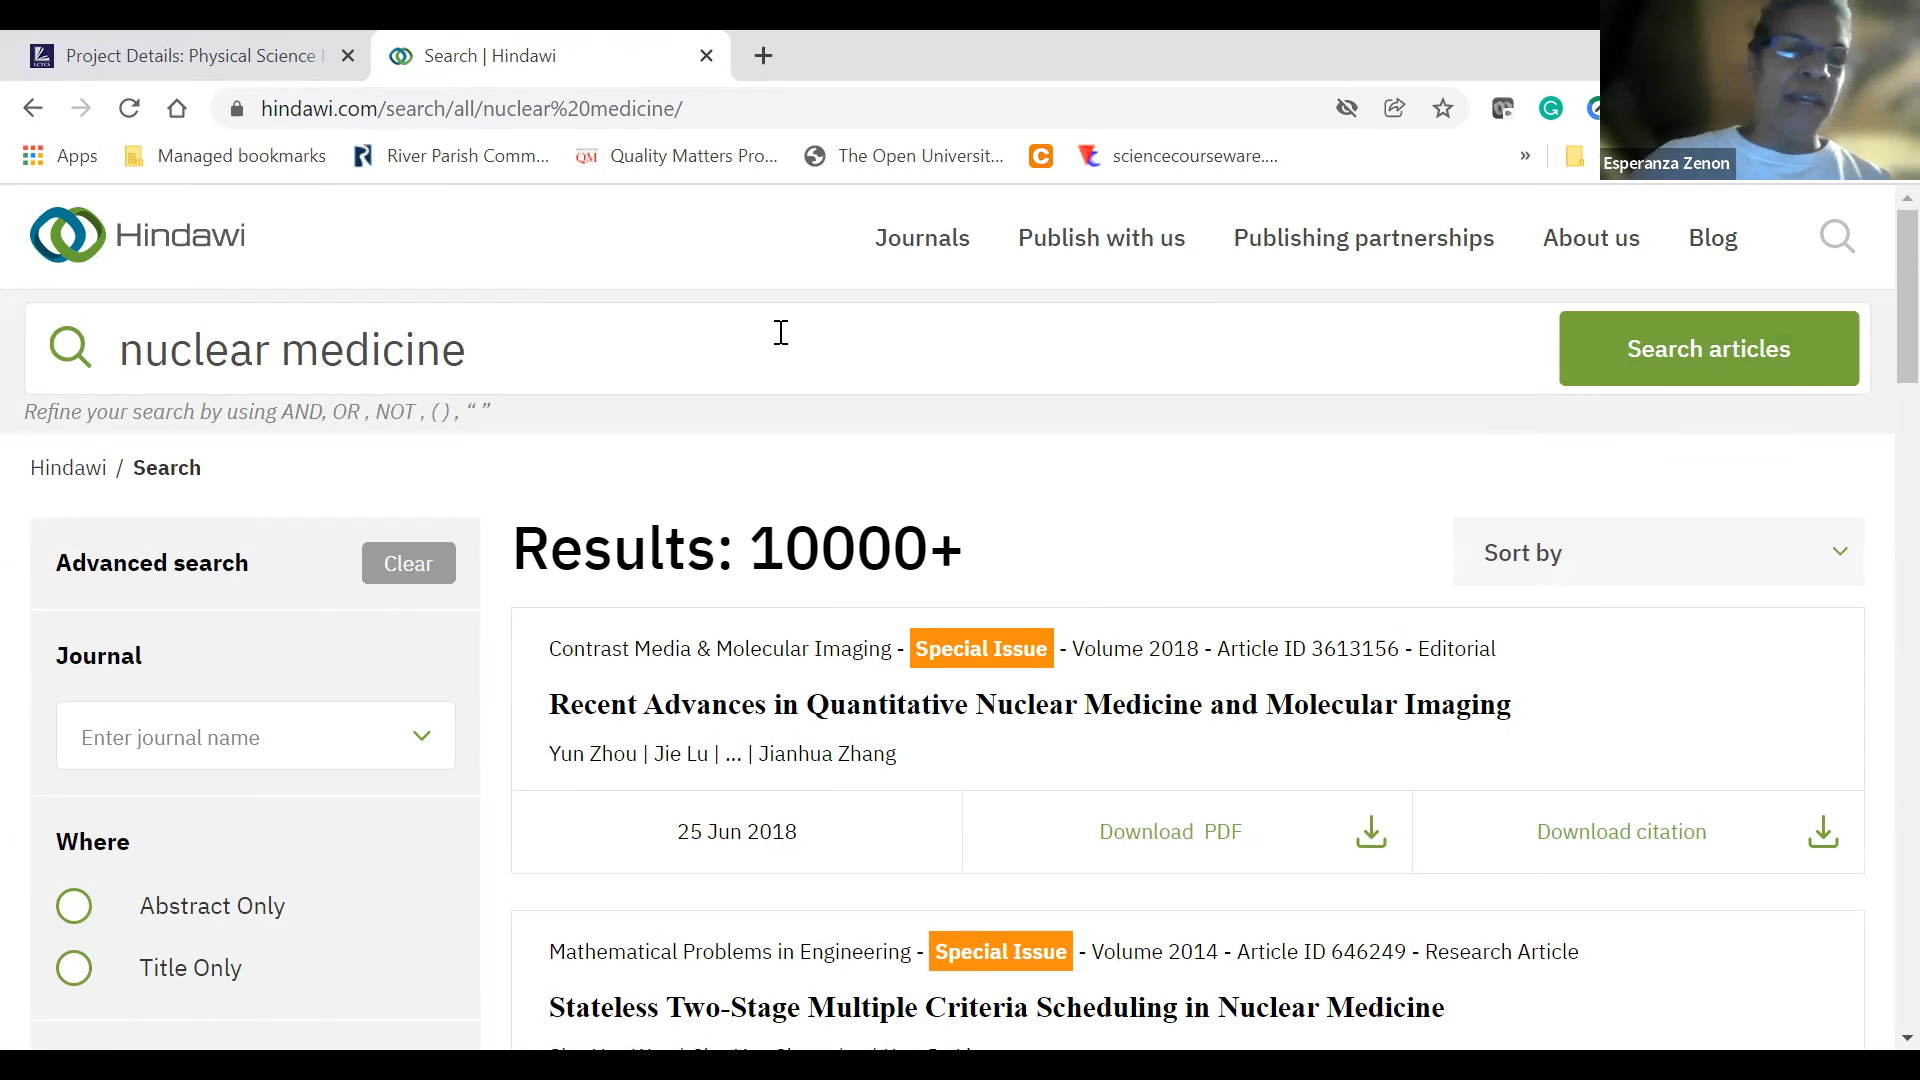 Project Details: Physical Science
Search | Hindawi
hindawi.com/search/all/nuclear%20medicine/
Apps
Managed bookmarks
River Parish Comm...
QM
Quality Matters Pro...
The Open Universit...
C
sciencecourseware....
»
Esperanza Zenon
Hindawi
Journals
Publish with us
Publishing partnerships
About us
Blog
nuclear medicine
Search articles
Refine your search by using AND, OR , NOT , ( ) , “ ”
Hindawi / Search
Advanced search
Clear
Results: 10000+
Sort by
Journal
Enter journal name
Where
Abstract Only
Title Only
Contrast Media & Molecular Imaging - Special Issue - Volume 2018 - Article ID 3613156 - Editorial
Recent Advances in Quantitative Nuclear Medicine and Molecular Imaging
Yun Zhou | Jie Lu | ... | Jianhua Zhang
25 Jun 2018
Download PDF
Download citation
Mathematical Problems in Engineering - Special Issue - Volume 2014 - Article ID 646249 - Research Article
Stateless Two-Stage Multiple Criteria Scheduling in Nuclear Medicine